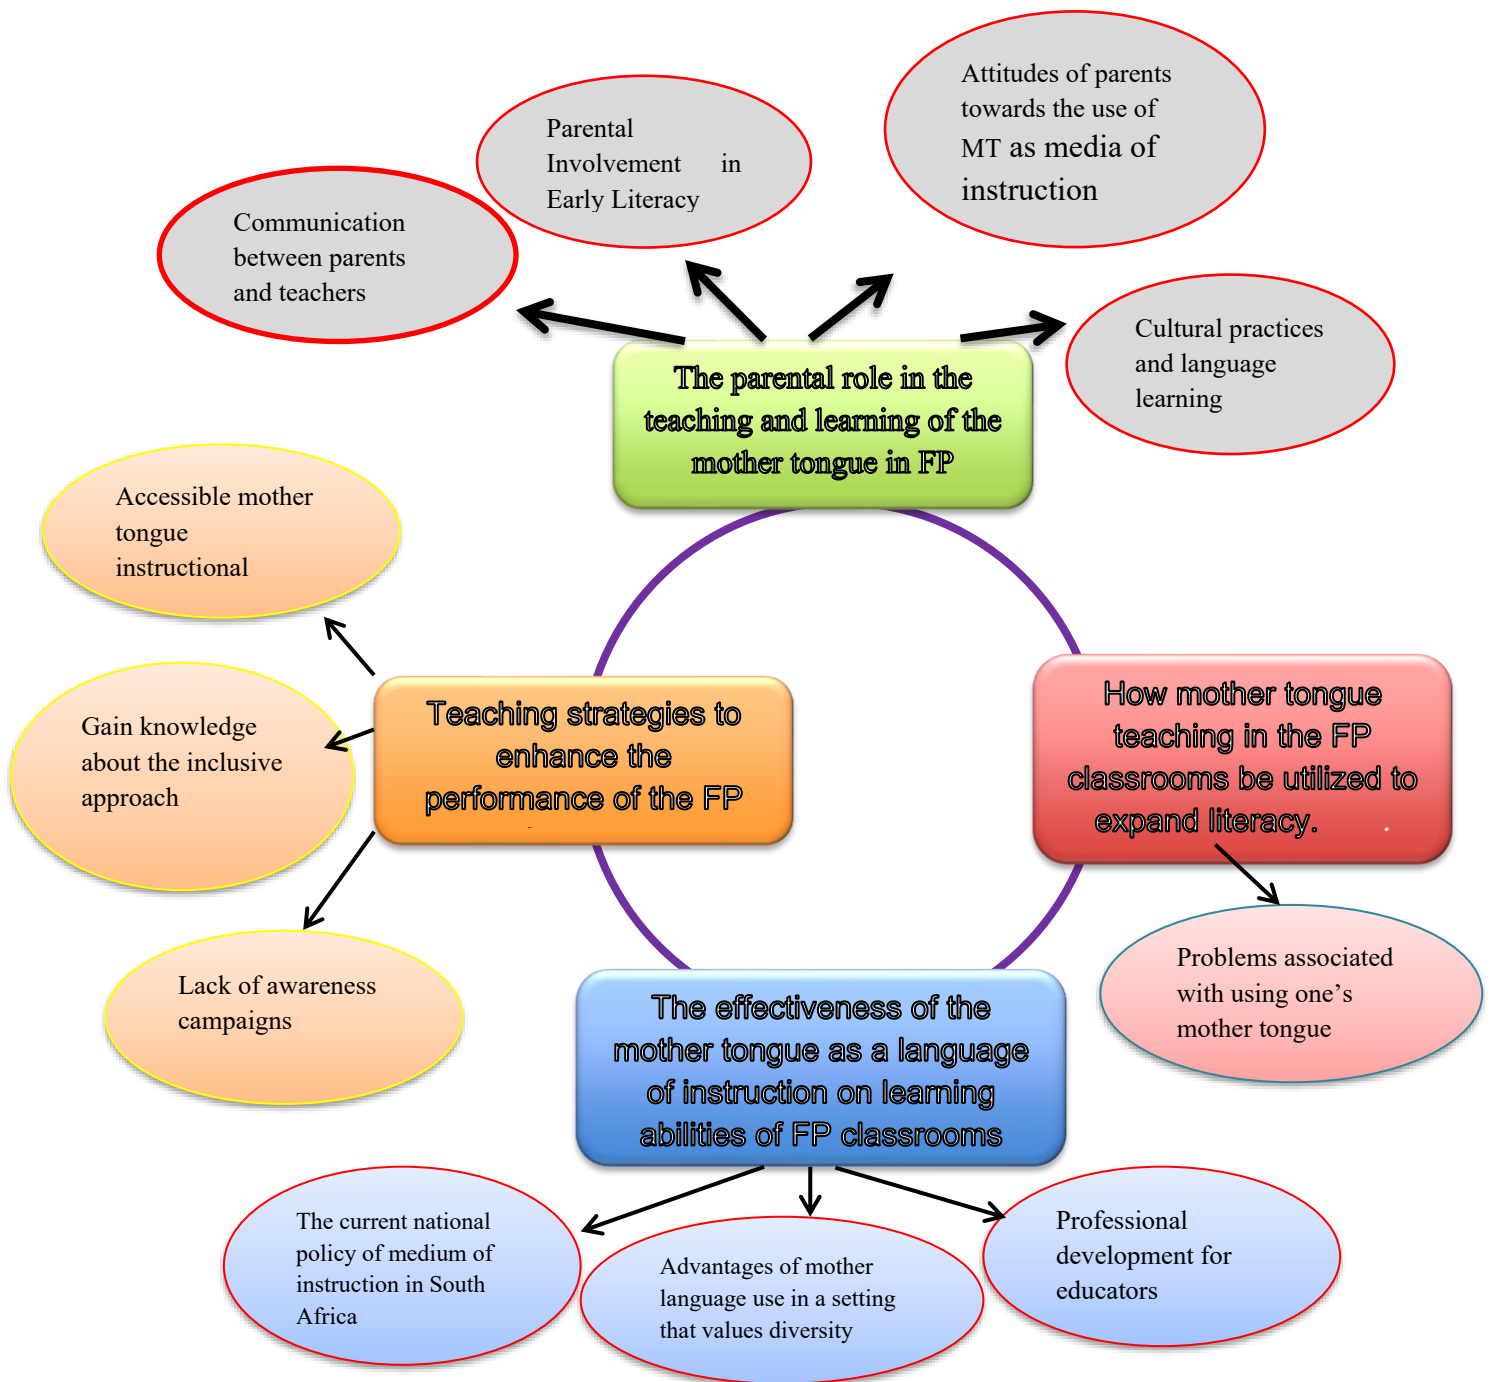 Attitudes of parents
towards the use of
MT as media of
instruction
Parental
Involvement in
Early Literacy
Communication
between parents
and teachers
Cultural practices
and language
learning
The parental role in the
teaching and learning of the
mother tongue in FP
Accessible mother
tongue
instructional
Gain knowledge
about the inclusive
approach
Lack of awareness
campaigns
Teaching strategies to
enhance the
performance of the FP
How mother tongue
teaching in the FP
classrooms be utilized to
expand literacy.
Problems associated
with using one’s
mother tongue
The effectiveness of the
mother tongue as a language
of instruction on learning
abilities of FP classrooms
The current national
policy of medium of
instruction in South
Africa
Advantages of mother
language use in a setting
that values diversity
Professional
development for
educators